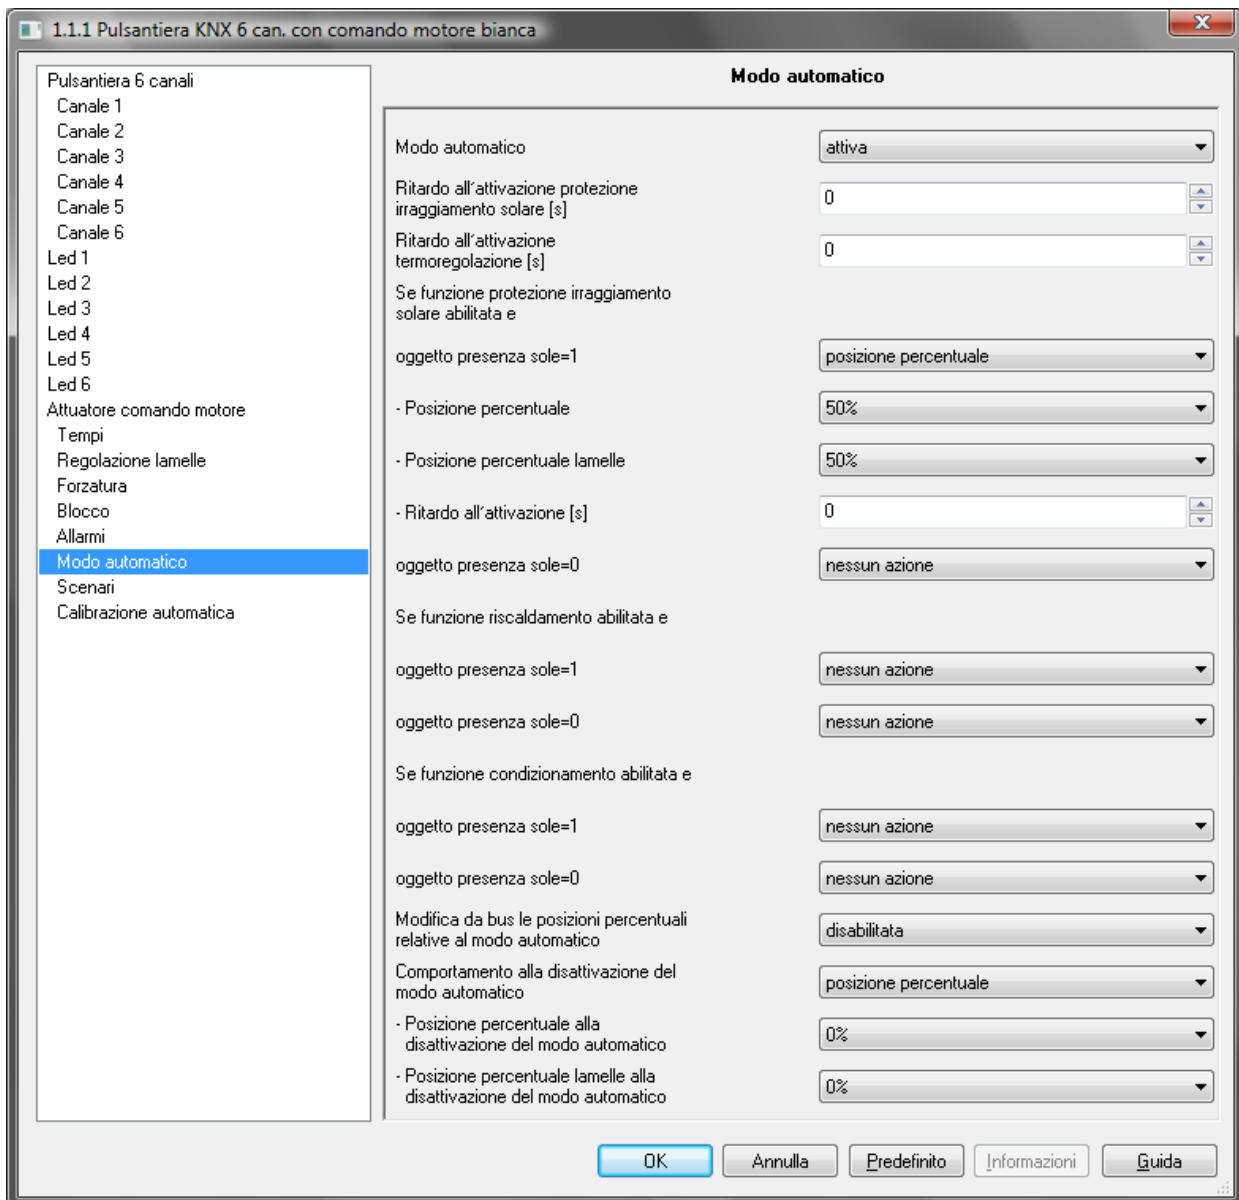 1.1.1 Pulsantiera KNX 6 can. con comando motore bianca
Pulsantiera 6 canali
Canale 1
Canale 2
Canale 3
Canale 4
Canale 5
Canale 6
Led 1
Led 2
Led 3
Led 4
Led 5
Led 6
Attuatore comando motore
Tempi
Regolazione lamelle
Forzatura
Blocco
Allarmi
Modo automatico
Scenari
Calibrazione automatica
Modo automatico
Modo automatico
attiva
Ritardo all´attivazione protezione
irraggiamento solare [s]
0
Ritardo all´attivazione
termoregolazione [s]
0
Se funzione protezione irraggiamento
solare abilitata e
oggetto presenza sole=1
posizione percentuale
- Posizione percentuale
50%
- Posizione percentuale lamelle
50%
- Ritardo all´attivazione [s]
0
oggetto presenza sole=0
nessun azione
Se funzione riscaldamento abilitata e
oggetto presenza sole=1
nessun azione
oggetto presenza sole=0
nessun azione
Se funzione condizionamento abilitata e
oggetto presenza sole=1
nessun azione
oggetto presenza sole=0
nessun azione
Modifica da bus le posizioni percentuali
relative al modo automatico
disabilitata
Comportamento alla disattivazione del
modo automatico
posizione percentuale
- Posizione percentuale alla
disattivazione del modo automatico
0%
- Posizione percentuale lamelle alla
disattivazione del modo automatico
0%
OK
Annulla
Predefinito
Informazioni
Guida